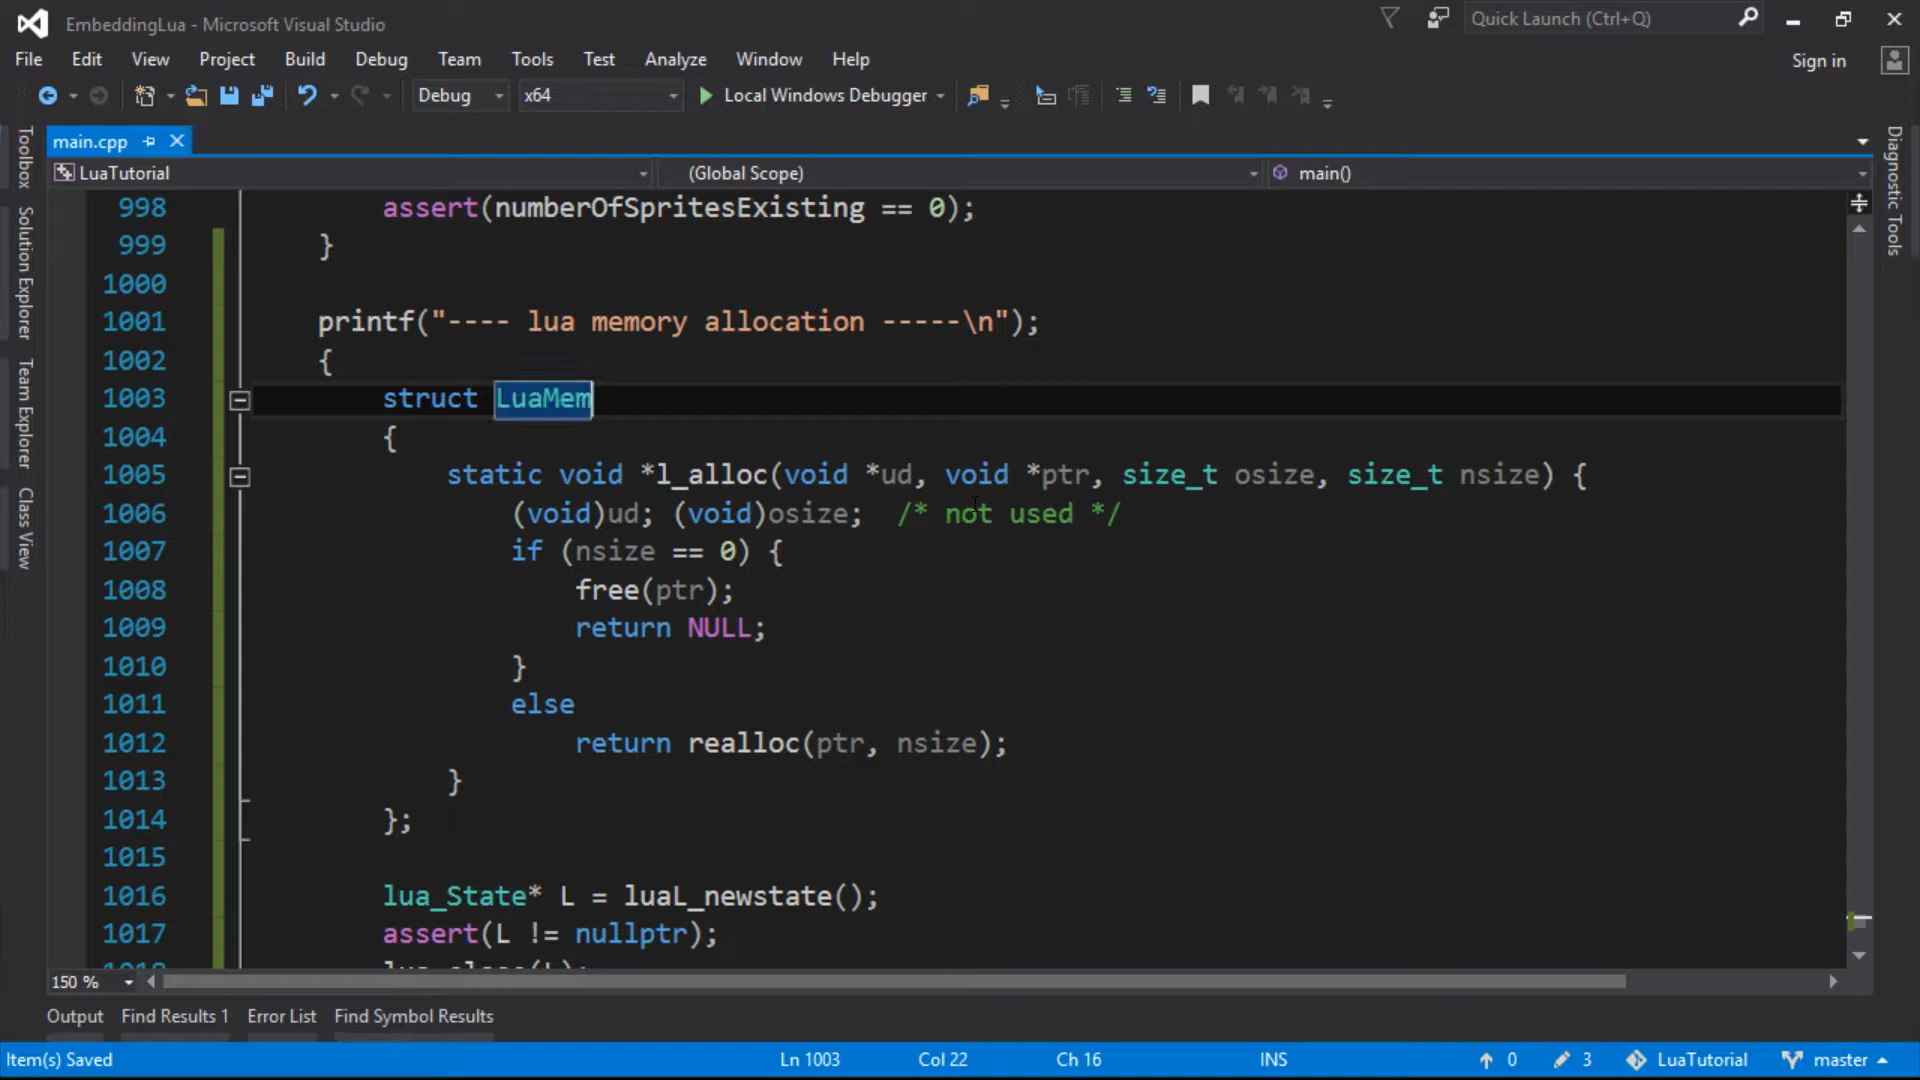 EmbeddingLua - Microsoft Visual Studio
Quick Launch (Ctrl+Q)
File Edit View Project Build Debug Team Tools Test Analyze Window Help
Sign in
Debug x64 Local Windows Debugger
main.cpp
LuaTutorial (Global Scope) main()
Toolbox
Solution Explorer
Team Explorer
Class View
Diagnostic Tools
998 assert(numberOfSpritesExisting == 0);
999 }
1000
1001 printf("---- lua memory allocation -----\n");
1002 {
1003 struct LuaMem
1004 {
1005 static void *l_alloc(void *ud, void *ptr, size_t osize, size_t nsize) {
1006 (void)ud; (void)osize; /* not used */
1007 if (nsize == 0) {
1008 free(ptr);
1009 return NULL;
1010 }
1011 else
1012 return realloc(ptr, nsize);
1013 }
1014 };
1015
1016 lua_State* L = luaL_newstate();
1017 assert(L != nullptr);
150 %
Output Find Results 1 Error List Find Symbol Results
Item(s) Saved Ln 1003 Col 22 Ch 16 INS 0 3 LuaTutorial master